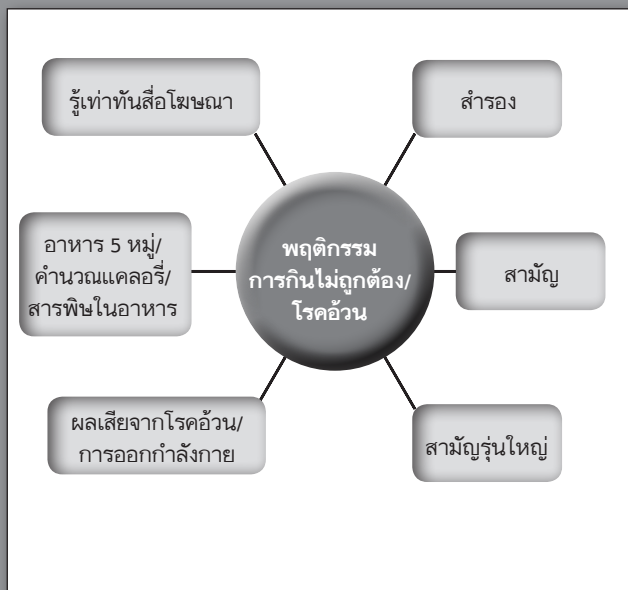 รู้เท่าทันสื่อโฆษณา
สำรอง
อาหาร 5 หมู่/
คำนวณแคลอรี่/
สารพิษในอาหาร
พฤติกรรม
การกินไม่ถูกต้อง/
โรคอ้วน
สามัญ
ผลเสียจากโรคอ้วน/
การออกกำลังกาย
สามัญรุ่นใหญ่